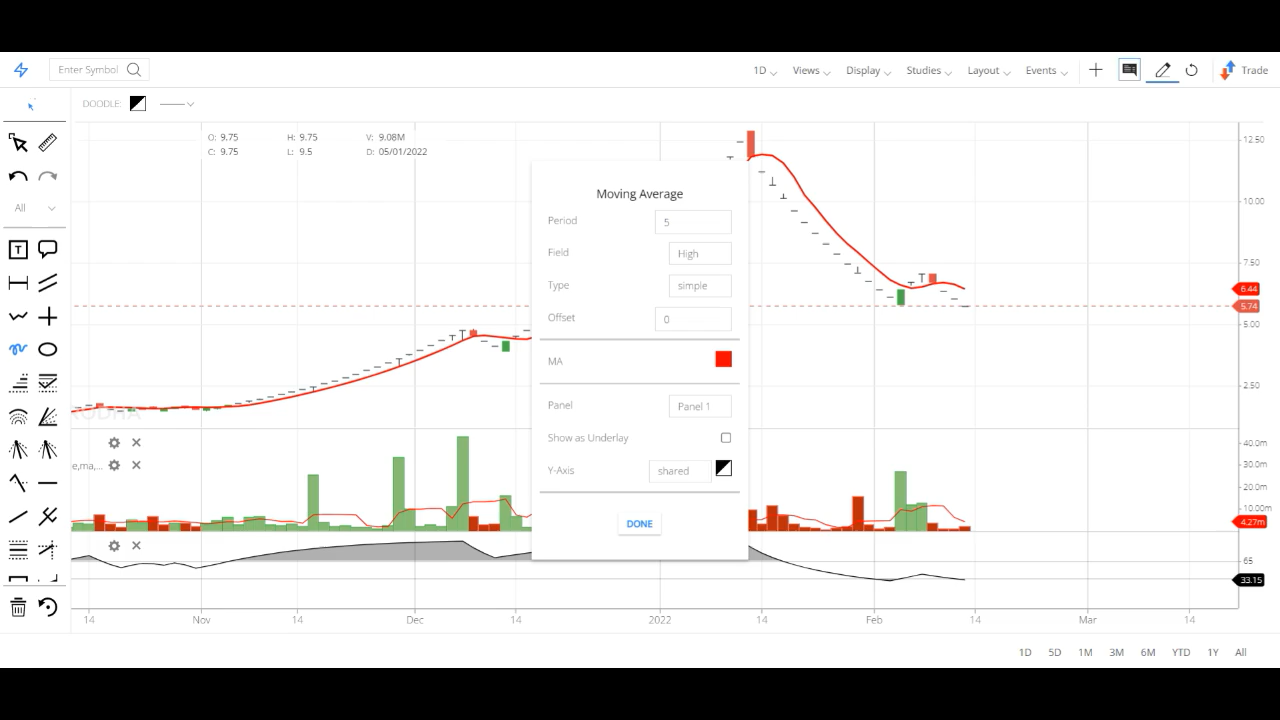 Enter Symbol
1D Views Display Studies Layout Events Trade
DOODLE:
O: 9.75 H: 9.75 V: 9.08M
C: 9.75 L: 9.5 D: 05/01/2022
All
T
Moving Average
Period 5
Field High
Type simple
Offset 0
MA
Panel Panel 1
Show as Underlay
Y-Axis shared
DONE
12.50
10.00
7.50
6.44
5.74
5.00
2.50
e,ma,...
40.0m
30.0m
20.0m
10.00m
4.27m
65
33.15
14 Nov 14 Dec 14 2022 14 Feb 14 Mar 14
1D 5D 1M 3M 6M YTD 1Y All